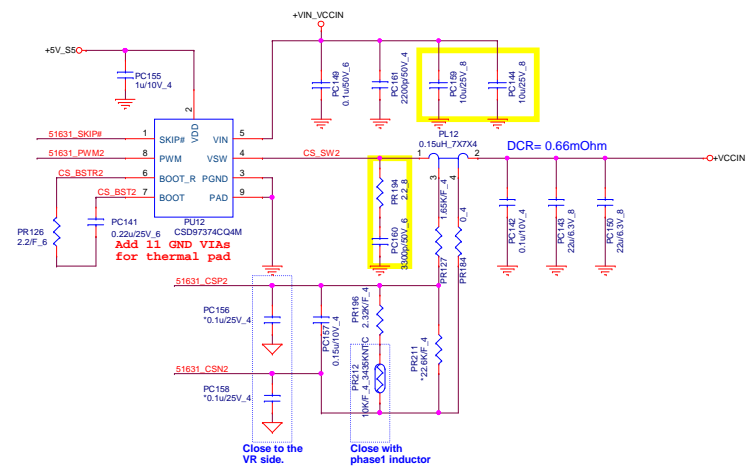 +VIN_VCCIN
+5V_S5
PC155
1u/10V_4
PC149
0.1u/50V_6
PC161
2200p/50V_4
PC159
10u/25V_8
PC144
10u/25V_8
2
VDD
51631_SKIP#
1
SKIP#
VIN
5
51631_PWM2
8
PWM
VSW
4
CS_SW2
CS_BSTR2
6
BOOT_R
PGND
3
CS_BST2
7
BOOT
PAD
9
PU12
CSD97374CQ4M
PL12
0.15uH_7X7X4
DCR= 0.66mOhm
1
2
3
4
+VCCIN
PR126
2.2/F_6
PC141
0.22u/25V_6
Add 11 GND VIAs
for thermal pad
PR194
2.2_8
PC160
3300p/50V_6
1.65K/F_4
PR127
0_4
PR184
PC142
0.1u/10V_4
PC143
22u/6.3V_8
PC150
22u/6.3V_8
51631_CSP2
PC156
*0.1u/25V_4
PC157
0.15u/10V_4
PR196
2.32K/F_4
PR211
*22.6K/F_4
51631_CSN2
PC158
*0.1u/25V_4
PR212
10K/F_4_3435KNTC
Close to the
VR side.
Close with
phase1 inductor